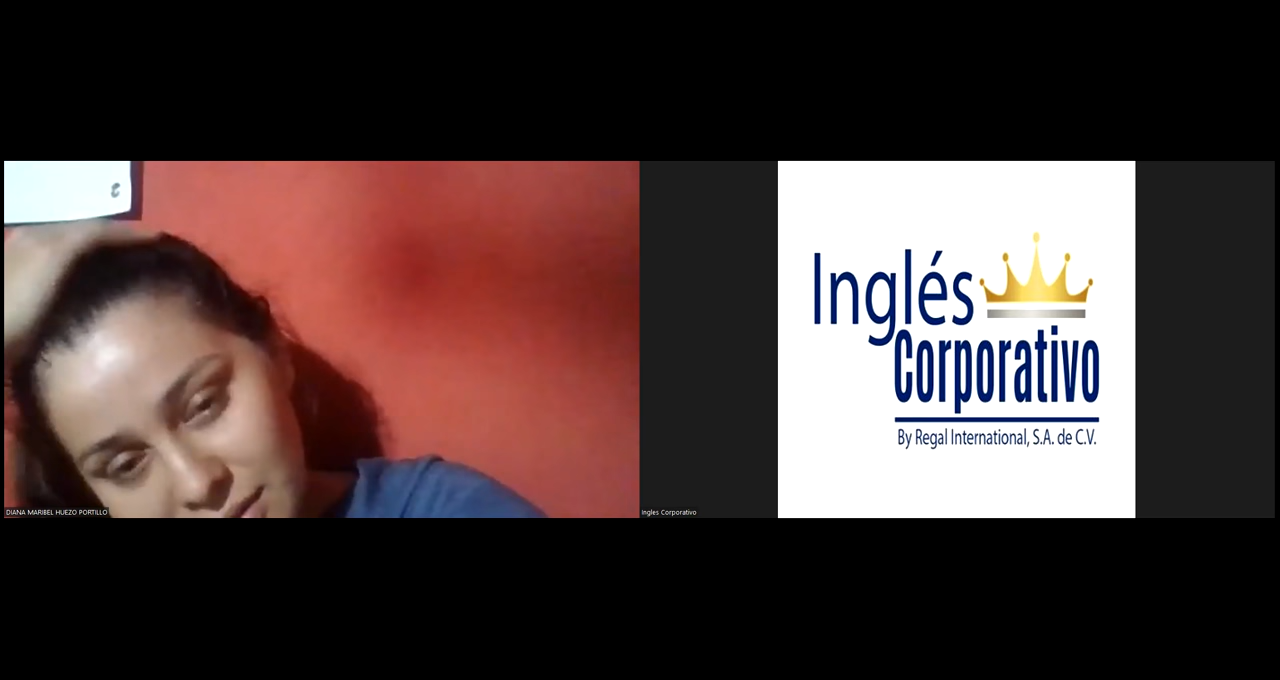 Inglés
Corporativo
By Regal International, S.A. de C.V.
DIANA MARIBEL HUEZO PORTILLO
Ingles Corporativo